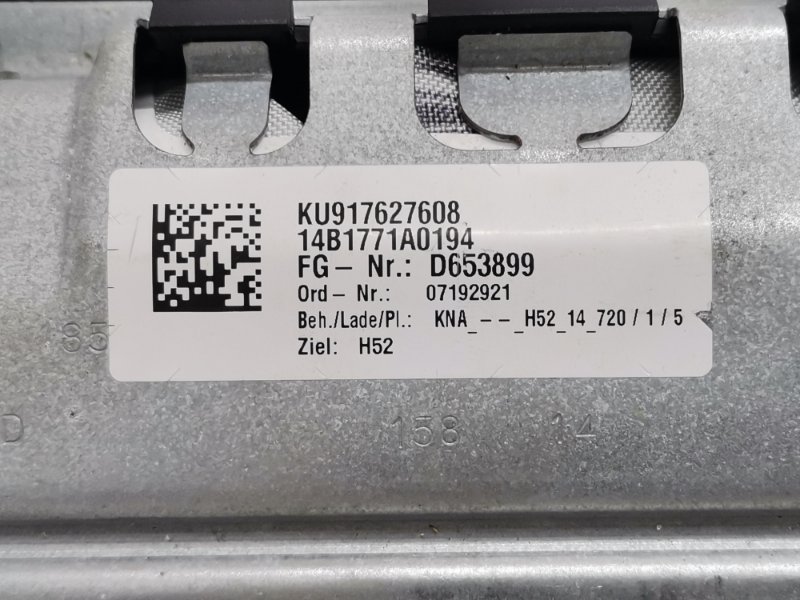 KU917627608
14B1771A0194
FG – Nr.: D653899
Ord – Nr.: 07192921
Beh./Lade/Pl.: KNA_ – – _H52_14_720 / 1 / 5
Ziel: H52
85
D 158 14